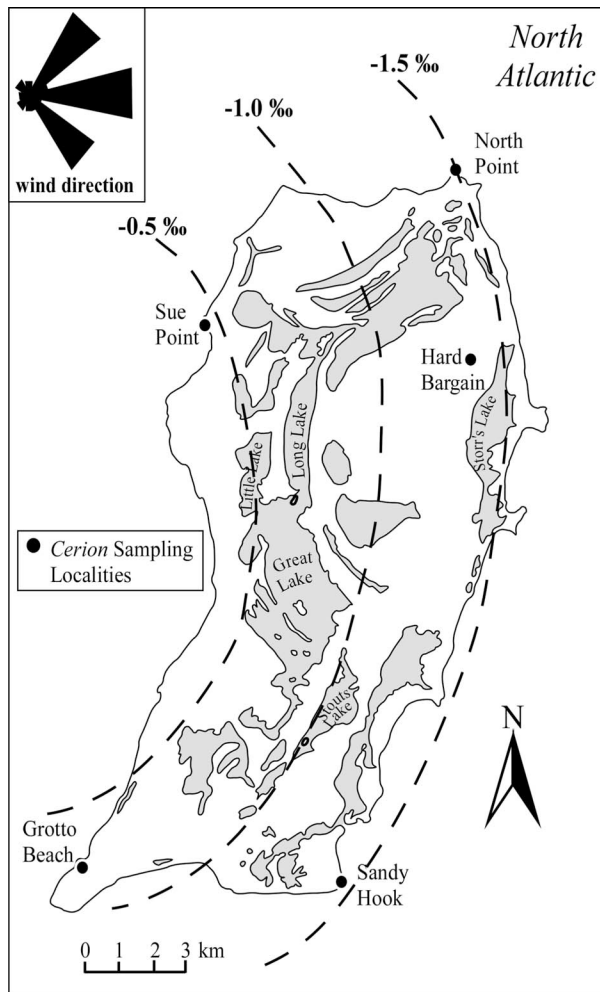 North
Atlantic
-1.5 ‰
-1.0 ‰
North
Point
wind direction
-0.5 ‰
Sue
Point
Hard
Bargain
Storr's Lake
Long Lake
Little Lake
Cerion Sampling
Localities
Great
Lake
Stouts
Lake
N
Grotto
Beach
Sandy
Hook
0 1 2 3 km